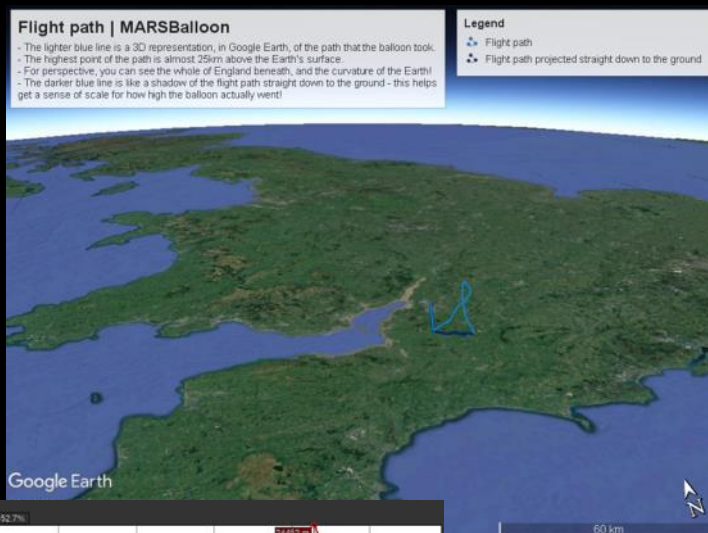 Flight path | MARSBalloon
- The lighter blue line is a 3D representation, in Google Earth, of the path that the balloon took.
- The highest point of the path is almost 25km above the Earth's surface.
- For perspective, you can see the whole of England beneath, and the curvature of the Earth!
- The darker blue line is like a shadow of the flight path straight down to the ground - this helps
get a sense of scale for how high the balloon actually went!
Legend
Flight path
Flight path projected straight down to the ground
Google Earth
N
60 km
52.7%